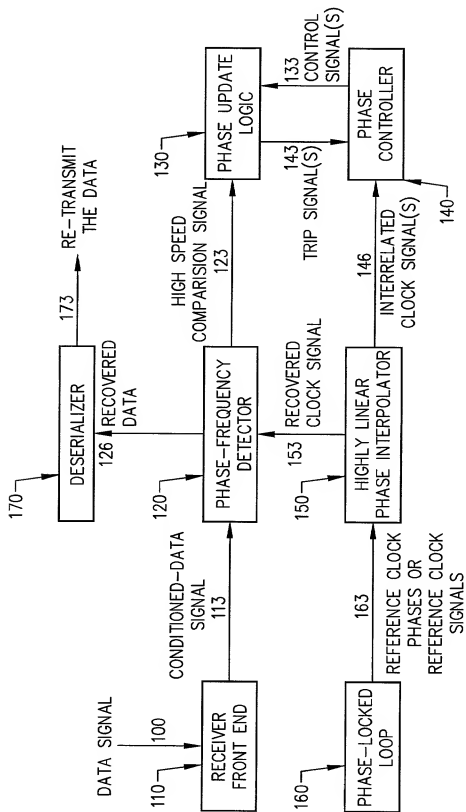 170
DESERIALIZER
173
RE-TRANSMIT
THE DATA
126
RECOVERED
DATA
DATA SIGNAL
100
110
RECEIVER
FRONT END
CONDITIONED-DATA
SIGNAL
113
120
PHASE-FREQUENCY
DETECTOR
HIGH SPEED
COMPARISION SIGNAL
123
130
PHASE UPDATE
LOGIC
153
RECOVERED
CLOCK SIGNAL
143
TRIP SIGNAL(S)
133
CONTROL
SIGNAL(S)
160
PHASE-LOCKED
LOOP
163
REFERENCE CLOCK
PHASES OR
REFERENCE CLOCK
SIGNALS
150
HIGHLY LINEAR
PHASE INTERPOLATOR
146
INTERRELATED
CLOCK SIGNAL(S)
PHASE
CONTROLLER
140